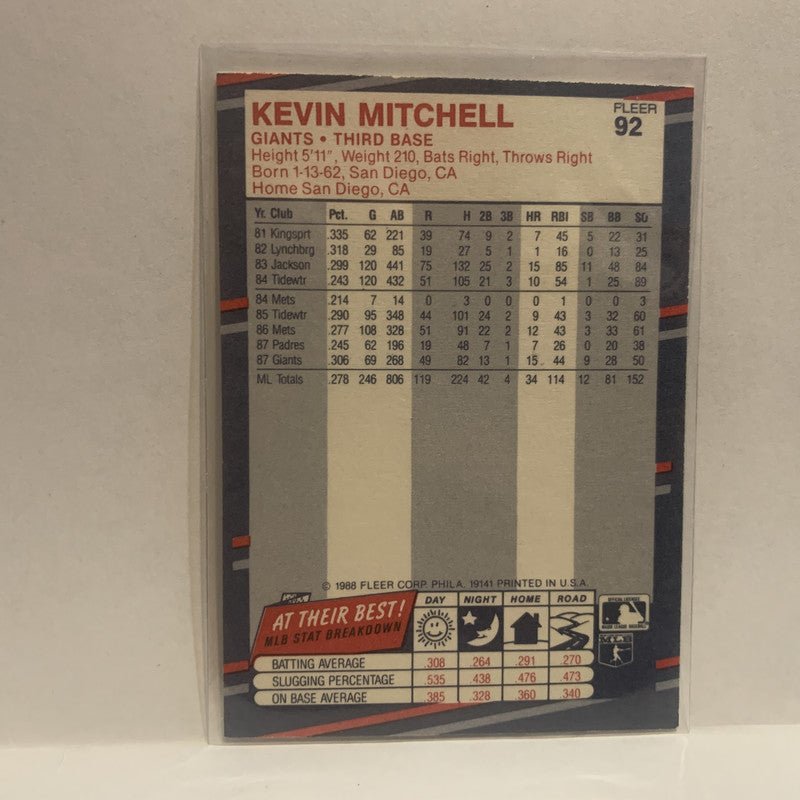 KEVIN MITCHELL
FLEER
92
GIANTS • THIRD BASE
Height 5'11", Weight 210, Bats Right, Throws Right
Born 1-13-62, San Diego, CA
Home San Diego, CA
Yr. Club Pct. G AB R H 2B 3B HR RBI SB BB SO
81 Kingsprt .335 62 221 39 74 9 2 7 45 5 22 31
82 Lynchbrg .318 29 85 19 27 5 1 1 16 0 13 25
83 Jackson .299 120 441 75 132 25 2 15 85 11 48 84
84 Tidewtr .243 120 432 51 105 21 3 10 54 1 25 89
84 Mets .214 7 14 0 3 0 0 0 1 0 0 3
85 Tidewtr .290 95 348 44 101 24 2 9 43 3 32 60
86 Mets .277 108 328 51 91 22 2 12 43 3 33 61
87 Padres .245 62 196 19 48 7 1 7 26 0 20 38
87 Giants .306 69 268 49 82 13 1 15 44 9 28 50
ML Totals .278 246 806 119 224 42 4 34 114 12 81 152
© 1988 FLEER CORP. PHILA. 19141 PRINTED IN U.S.A.
AT THEIR BEST!
MLB STAT BREAKDOWN
DAY NIGHT HOME ROAD
BATTING AVERAGE .308 .264 .291 .270
SLUGGING PERCENTAGE .535 .438 .476 .473
ON BASE AVERAGE .385 .328 .360 .340
OFFICIAL LICENSEE
MAJOR LEAGUE BASEBALL